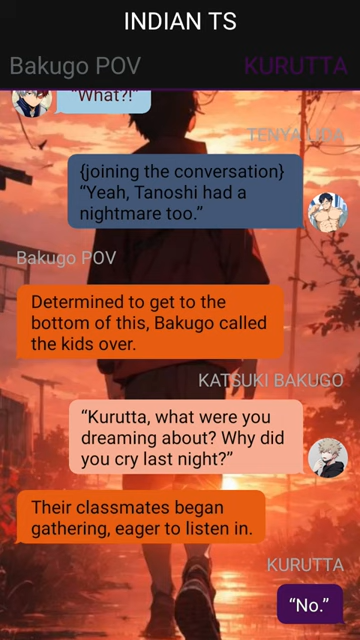 INDIAN TS
Bakugo POV
KURUTTA
“What?!”
TENYA IIDA
{joining the conversation}
“Yeah, Tanoshi had a
nightmare too.”
Bakugo POV
Determined to get to the
bottom of this, Bakugo called
the kids over.
KATSUKI BAKUGO
“Kurutta, what were you
dreaming about? Why did
you cry last night?”
Their classmates began
gathering, eager to listen in.
KURUTTA
“No.”